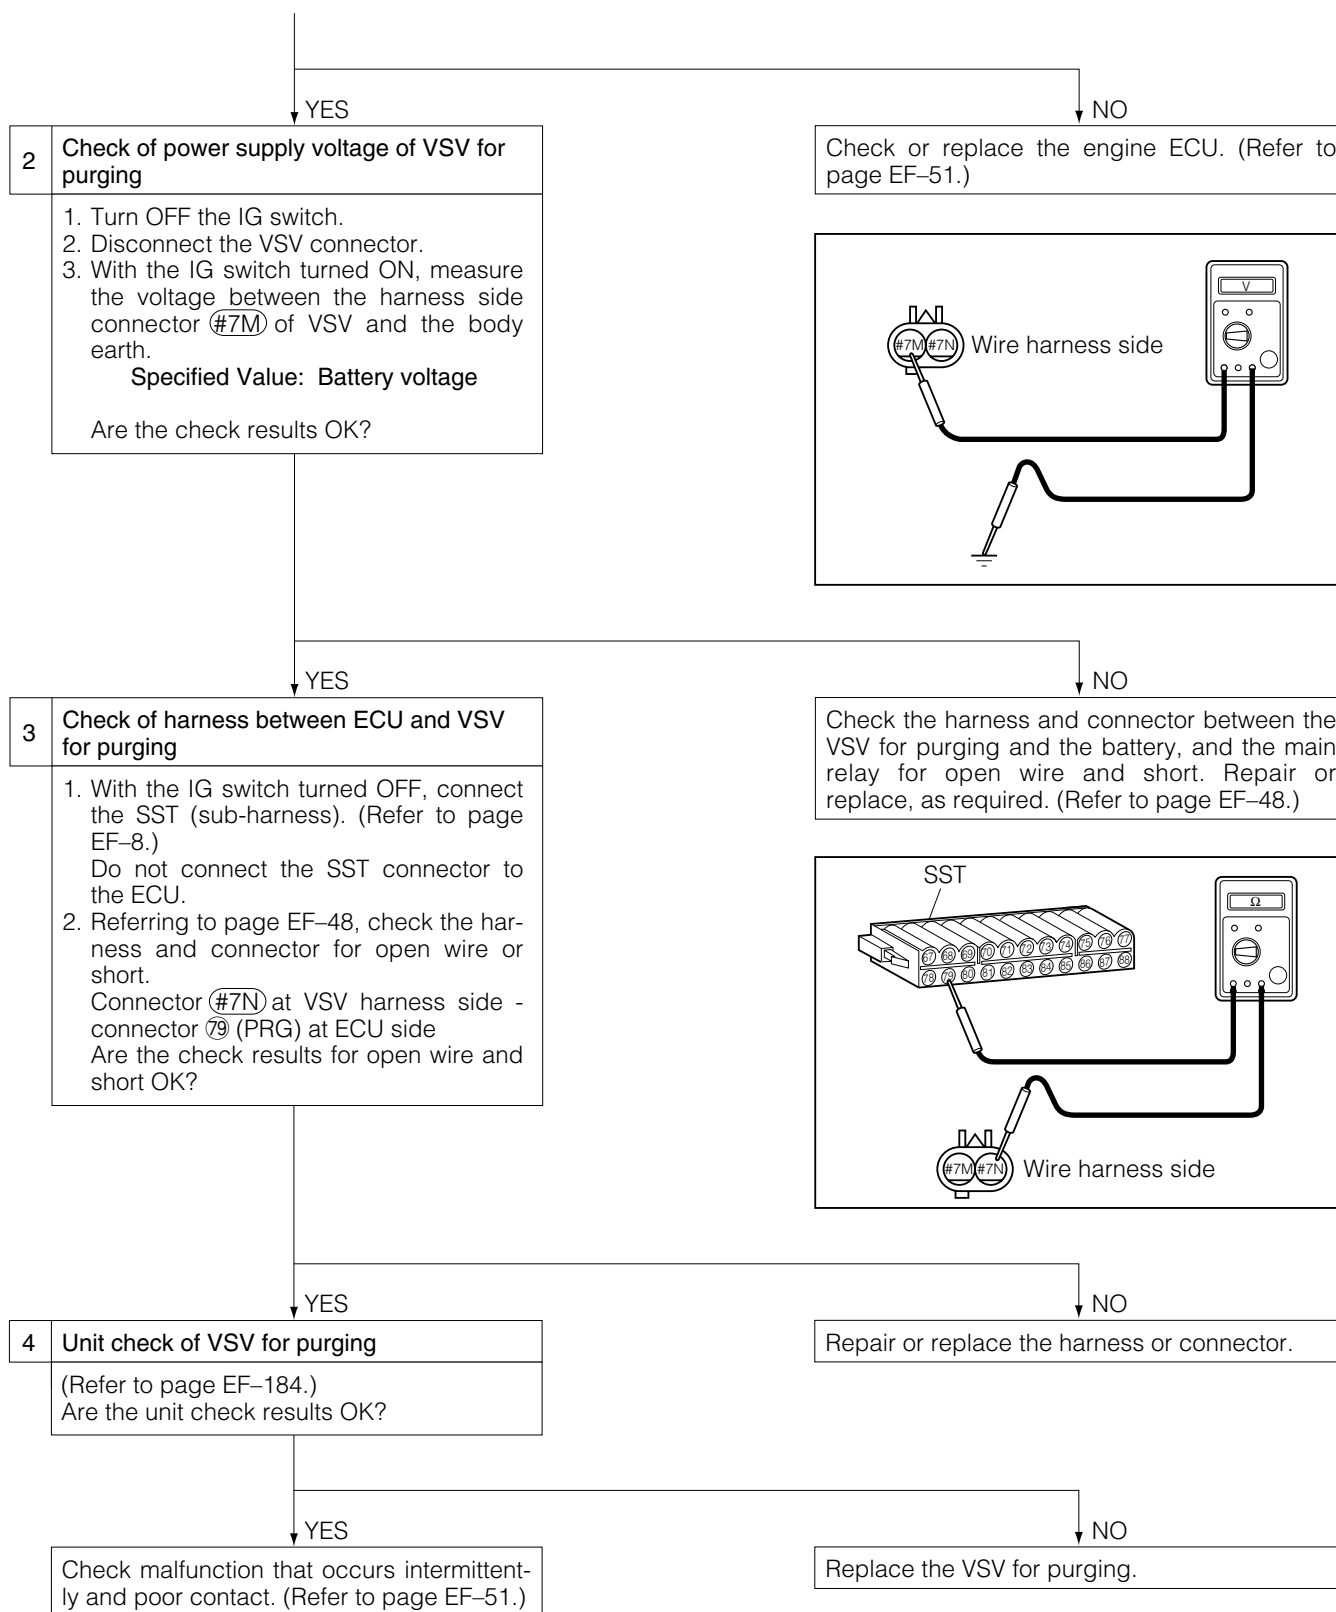 YES
NO
2
Check of power supply voltage of VSV for
purging
1. Turn OFF the IG switch.
2. Disconnect the VSV connector.
3. With the IG switch turned ON, measure
the voltage between the harness side
connector #7M of VSV and the body
earth.
Specified Value: Battery voltage
Are the check results OK?
Check or replace the engine ECU. (Refer to
page EF–51.)
V
#7M #7N Wire harness side
YES
NO
3
Check of harness between ECU and VSV
for purging
1. With the IG switch turned OFF, connect
the SST (sub-harness). (Refer to page
EF–8.)
Do not connect the SST connector to
the ECU.
2. Referring to page EF–48, check the har-
ness and connector for open wire or
short.
Connector #7N at VSV harness side -
connector 79 (PRG) at ECU side
Are the check results for open wire and
short OK?
Check the harness and connector between the
VSV for purging and the battery, and the main
relay for open wire and short. Repair or
replace, as required. (Refer to page EF–48.)
SST
Ω
67 68 69 70 71 72 73 74 75 76 77
78 79 80 81 82 83 84 85 86 87 88
#7M #7N Wire harness side
YES
NO
4
Unit check of VSV for purging
(Refer to page EF–184.)
Are the unit check results OK?
Repair or replace the harness or connector.
YES
NO
Check malfunction that occurs intermittent-
ly and poor contact. (Refer to page EF–51.)
Replace the VSV for purging.